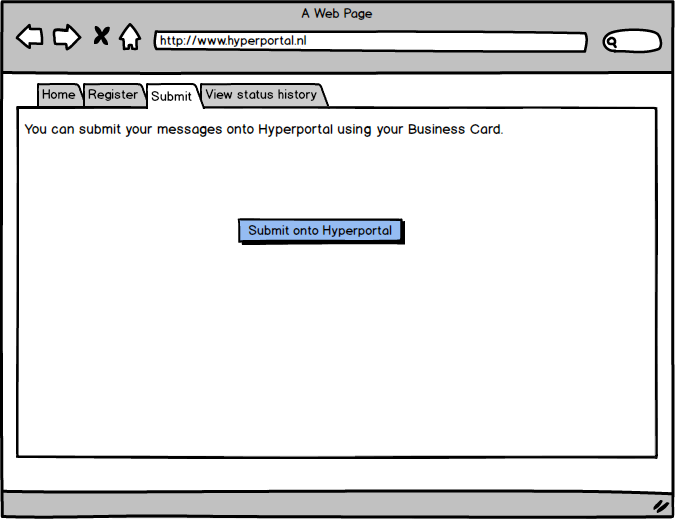 A Web Page
http://www.hyperportal.nl
Home Register Submit View status history
You can submit your messages onto Hyperportal using your Business Card.
Submit onto Hyperportal